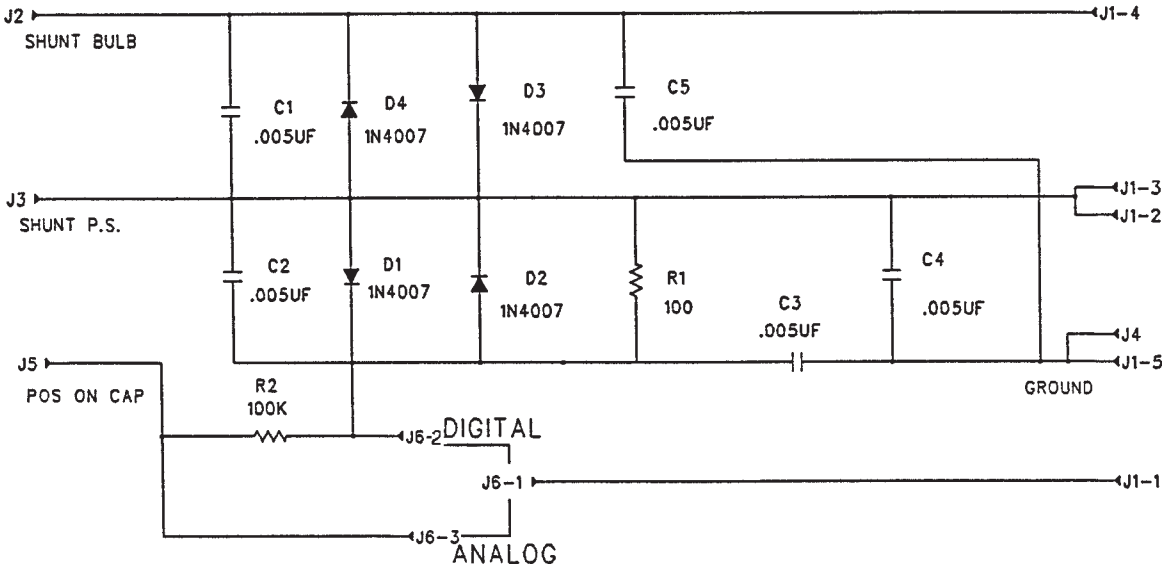 J2
J1-4
SHUNT BULB
C1
.005UF
D4
1N4007
D3
1N4007
C5
.005UF
J3
J1-3
J1-2
SHUNT P.S.
C2
.005UF
D1
1N4007
D2
1N4007
R1
100
C3
.005UF
C4
.005UF
J4
J5
J1-5
POS ON CAP
GROUND
R2
100K
J6-2
DIGITAL
J6-1
J1-1
J6-3
ANALOG